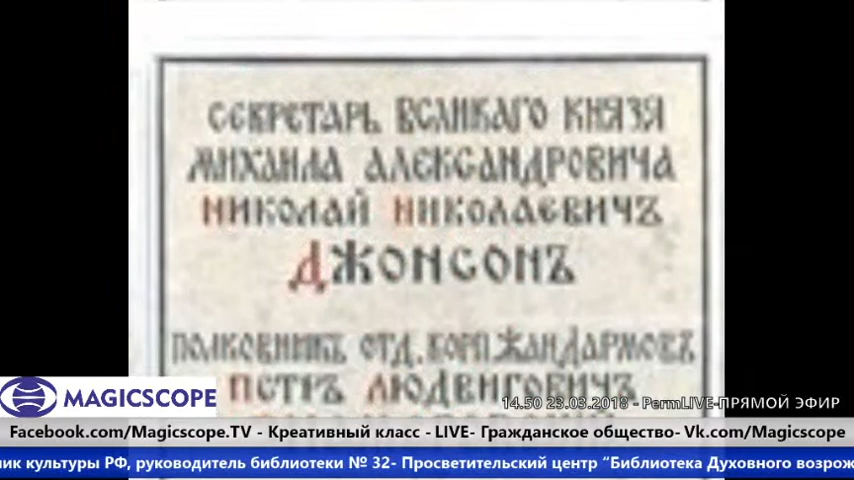 СЕКРЕТАРЬ ВЕЛИКАГО КНЯЗЯ
МИХАИЛА АЛЕКСАНДРОВИЧА
НИКОЛАЙ НИКОЛАЕВИЧЪ
ДЖОНСОНЪ
ПОЛКОВНИКЪ ОТД. КОРП. ЖАНДАРМОВЪ
ПЕТРЪ ЛЮДВИГОВИЧЪ
MAGICSCOPE
14.50 23.03.2018 - PermLIVE-ПРЯМОЙ ЭФИР
Facebook.com/Magicscope.TV - Креативный класс - LIVE- Гражданское общество- Vk.com/Magicscope
ник культуры РФ, руководитель библиотеки № 32- Просветительский центр “Библиотека Духовного возрож